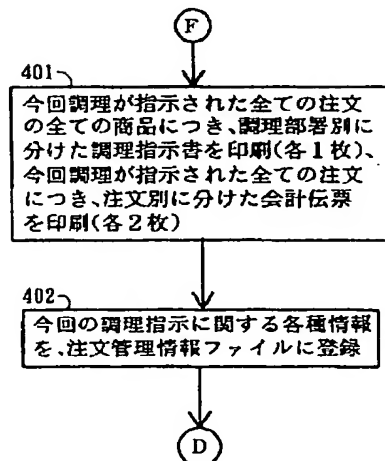 F
401
今回調理が指示された全ての注文
の全ての商品につき、調理部署別に
分けた調理指示書を印刷(各1枚)、
今回調理が指示された全ての注文
につき、注文別に分けた会計伝票
を印刷(各2枚)
402
今回の調理指示に関する各種情報
を、注文管理情報ファイルに登録
D